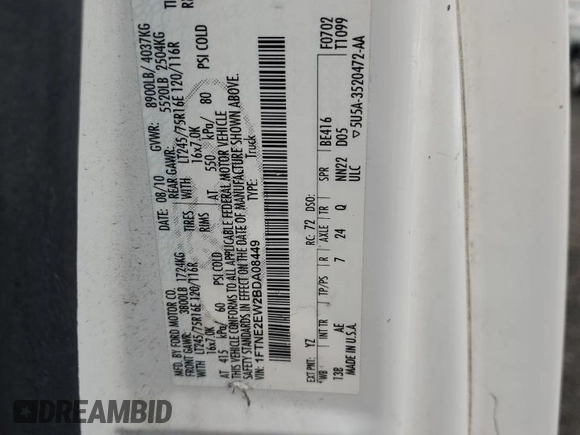 MFD. BY FORD MOTOR CO.
DATE: 08/10
GVWR: 8900LB/ 4037KG
FRONT GAWR: 3800LB 1724KG
REAR GAWR: 5520LB 2504KG
WITH LT245/75R16E 120/116R TIRES
WITH LT245/75R16E 120/116R
16x7.0K RIMS 16x7.0K
AT 415 kPa/ 60 PSI COLD AT 550 kPa/ 80 PSI COLD
THIS VEHICLE CONFORMS TO ALL APPLICABLE FEDERAL MOTOR VEHICLE
SAFETY STANDARDS IN EFFECT ON THE DATE OF MANUFACTURE SHOWN ABOVE.
VIN: 1FTNE2EW2BDA08449 TYPE: Truck
EXT PNT: YZ RC: 72 DSO: BE416 F0702
WB INT TR TP/PS R AXLE TR SPR T1099
138 AE 7 24 Q NN22 D05
ULC 5U5A-3520472-AA
DREAMBID